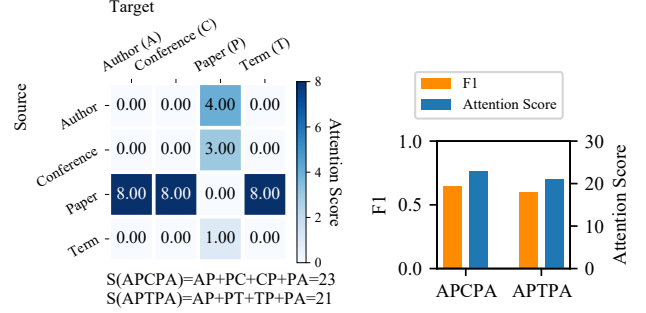 Target
Author (A)
Conference (C)
Paper (P)
Term (T)
Source
Author
Conference
Paper
Term
0.00 0.00 4.00 0.00
0.00 0.00 3.00 0.00
8.00 8.00 0.00 8.00
0.00 0.00 1.00 0.00
8
6
4
2
0
Attention Score
S(APCPA)=AP+PC+CP+PA=23
S(APTPA)=AP+PT+TP+PA=21
F1
Attention Score
1.0
0.5
0.0
F1
30
20
10
0
Attention Score
APCPA APTPA